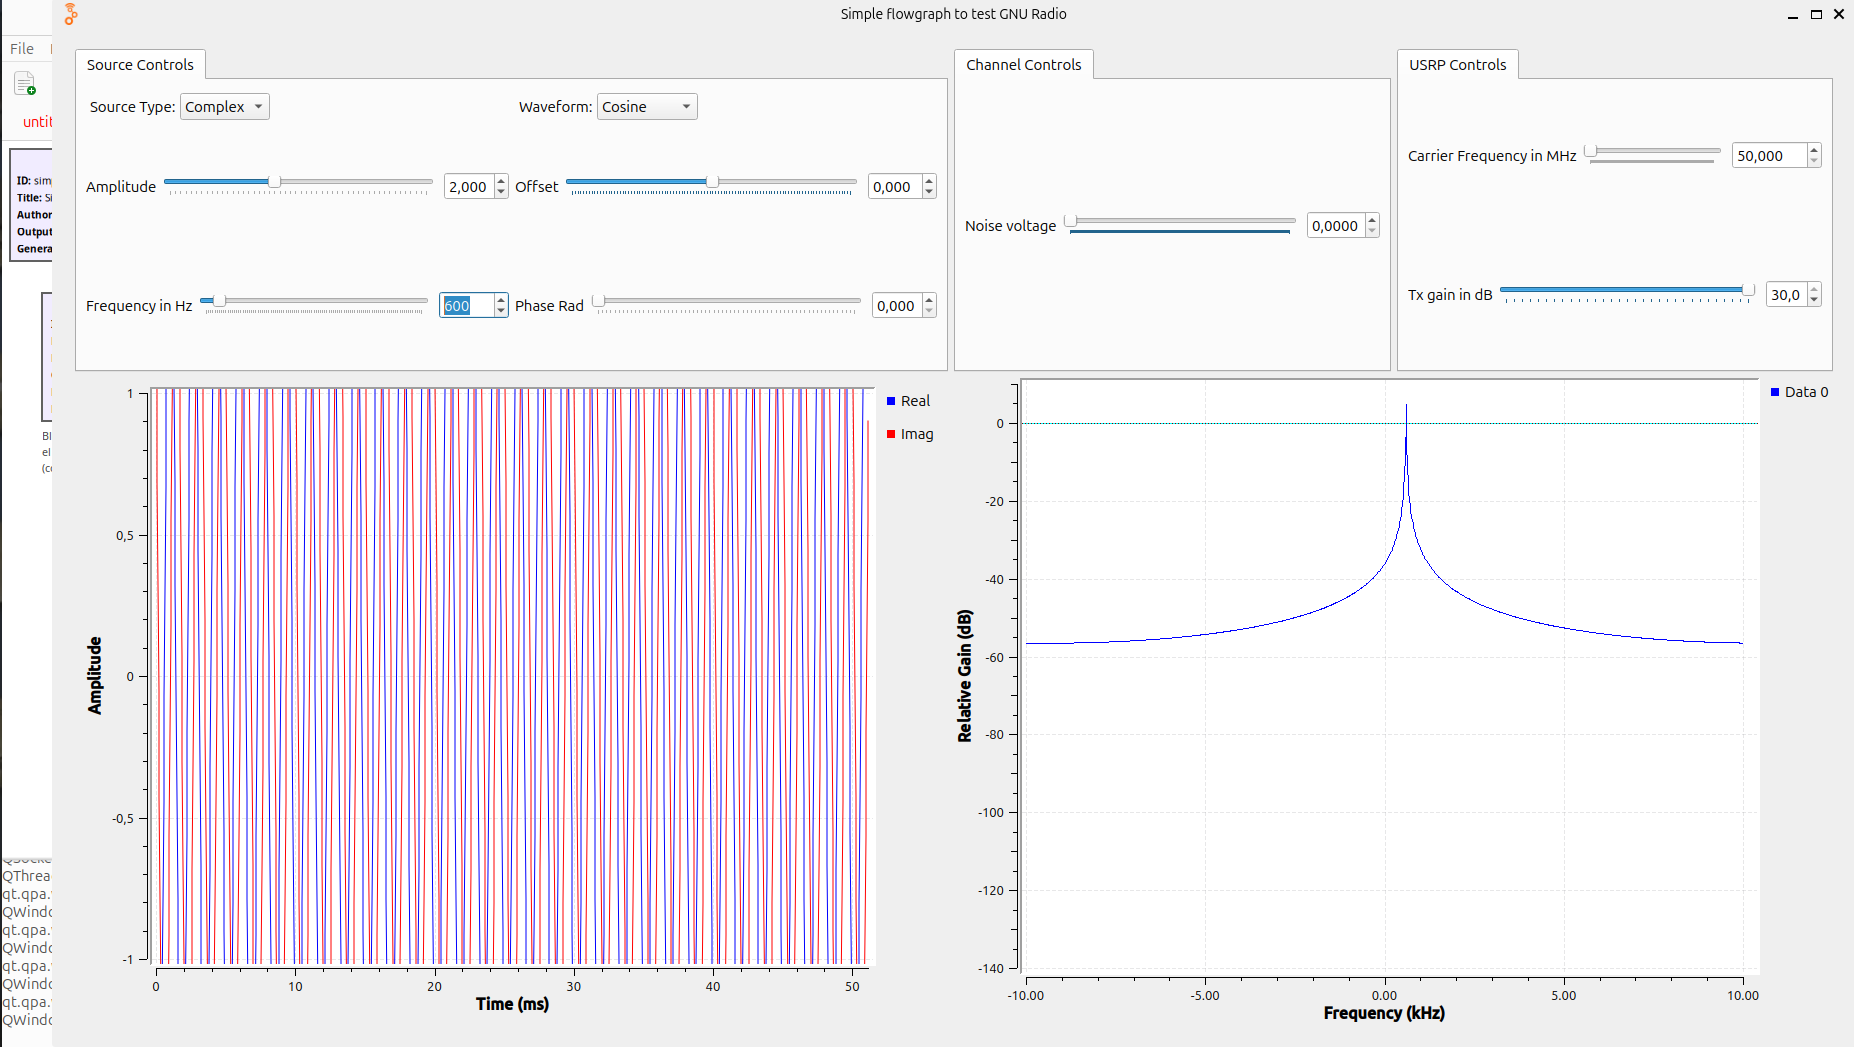 Simple flowgraph to test GNU Radio
File
untit
ID: simp
Title: Si
Author
Output
Genera
Bl
el
(co
QThrea
qt.qpa.
QWindo
qt.qpa.
QWindo
qt.qpa.
QWindo
qt.qpa.
QWindo
Source Controls
Source Type: Complex
Waveform: Cosine
Amplitude 2,000
Offset 0,000
Frequency in Hz 600
Phase Rad 0,000
Channel Controls
Noise voltage 0,0000
USRP Controls
Carrier Frequency in MHz 50,000
Tx gain in dB 30,0
1
0,5
0
-0,5
-1
Amplitude
0 10 20 30 40 50
Time (ms)
Real
Imag
0
-20
-40
-60
-80
-100
-120
-140
Relative Gain (dB)
-10.00 -5.00 0.00 5.00 10.00
Frequency (kHz)
Data 0